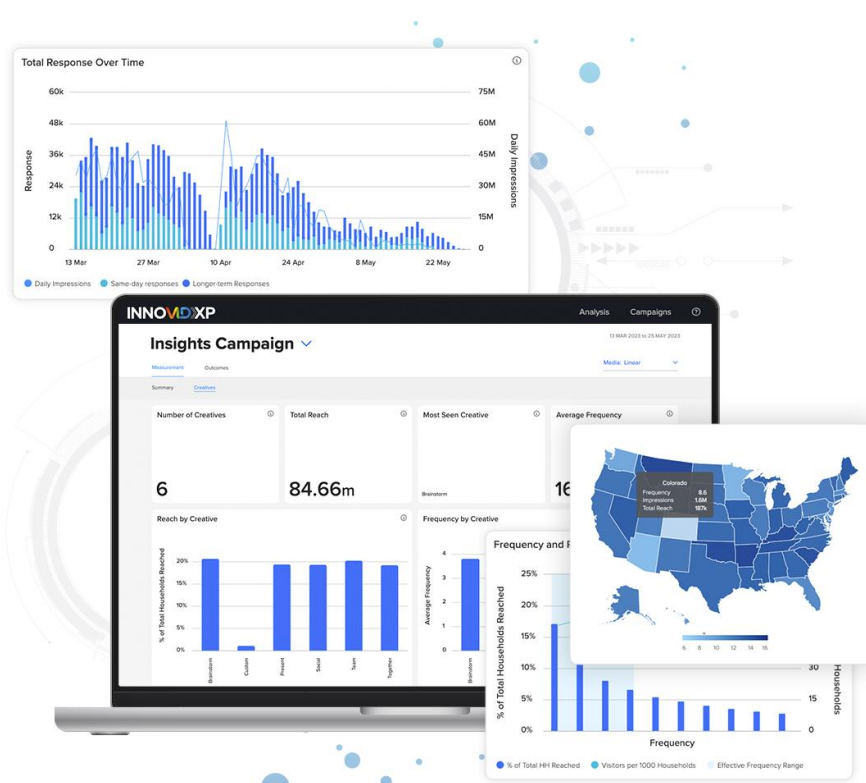 Total Response Over Time
60k
75M
48k
60M
36k
45M
24k
30M
12k
15M
0
0
Response
Daily Impressions
13 Mar 27 Mar 10 Apr 24 Apr 8 May 22 May
Daily Impressions Same-day responses Longer-term Responses
INNOVIDXP
Analysis Campaigns
Insights Campaign
13 MAR 2023 to 25 MAY 2023
Measurement Outcomes
Media: Linear
Summary Creatives
Number of Creatives
6
Total Reach
84.66m
Most Seen Creative
Brainstorm
Average Frequency
16
Reach by Creative
% of Total Households Reached
20%
15%
10%
5%
0%
Brainstorm Custom Present Social Team Together
Frequency by Creative
Average Frequency
4
3
2
1
0
Brainstorm
Colorado
Frequency 8.6
Impressions 1.6M
Total Reach 187k
6 8 10 12 14 16
Frequency and
% of Total Households Reached
25%
20%
15%
10%
5%
0%
30
15
0
Households
Frequency
% of Total HH Reached Visitors per 1000 Households Effective Frequency Range